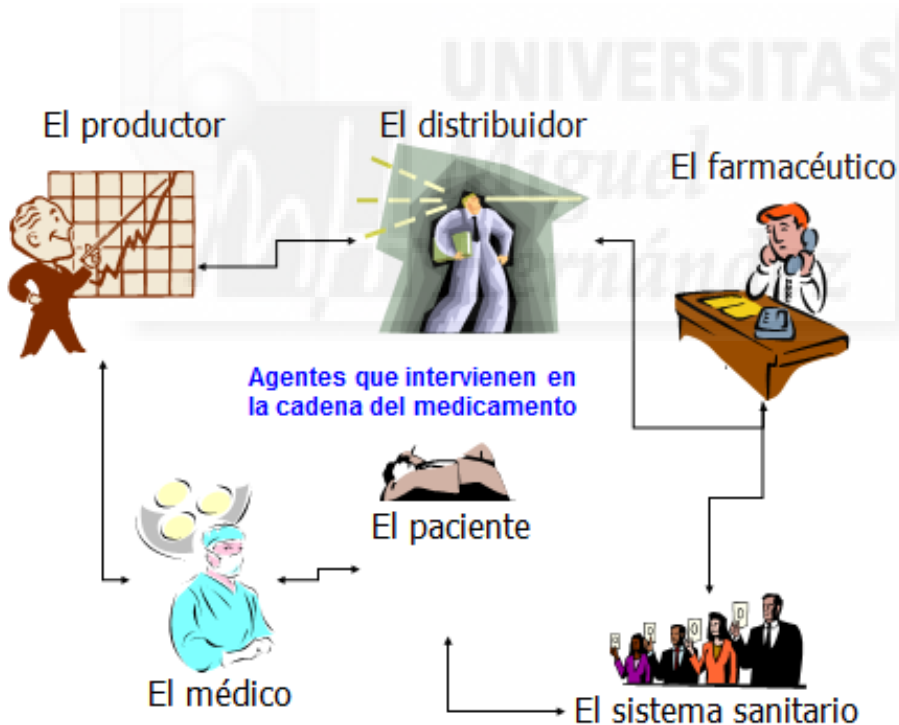 UNIVERSITAS
Miguel
Hernández
El productor
El distribuidor
El farmacéutico
Agentes que intervienen en
la cadena del medicamento
El paciente
El médico
El sistema sanitario